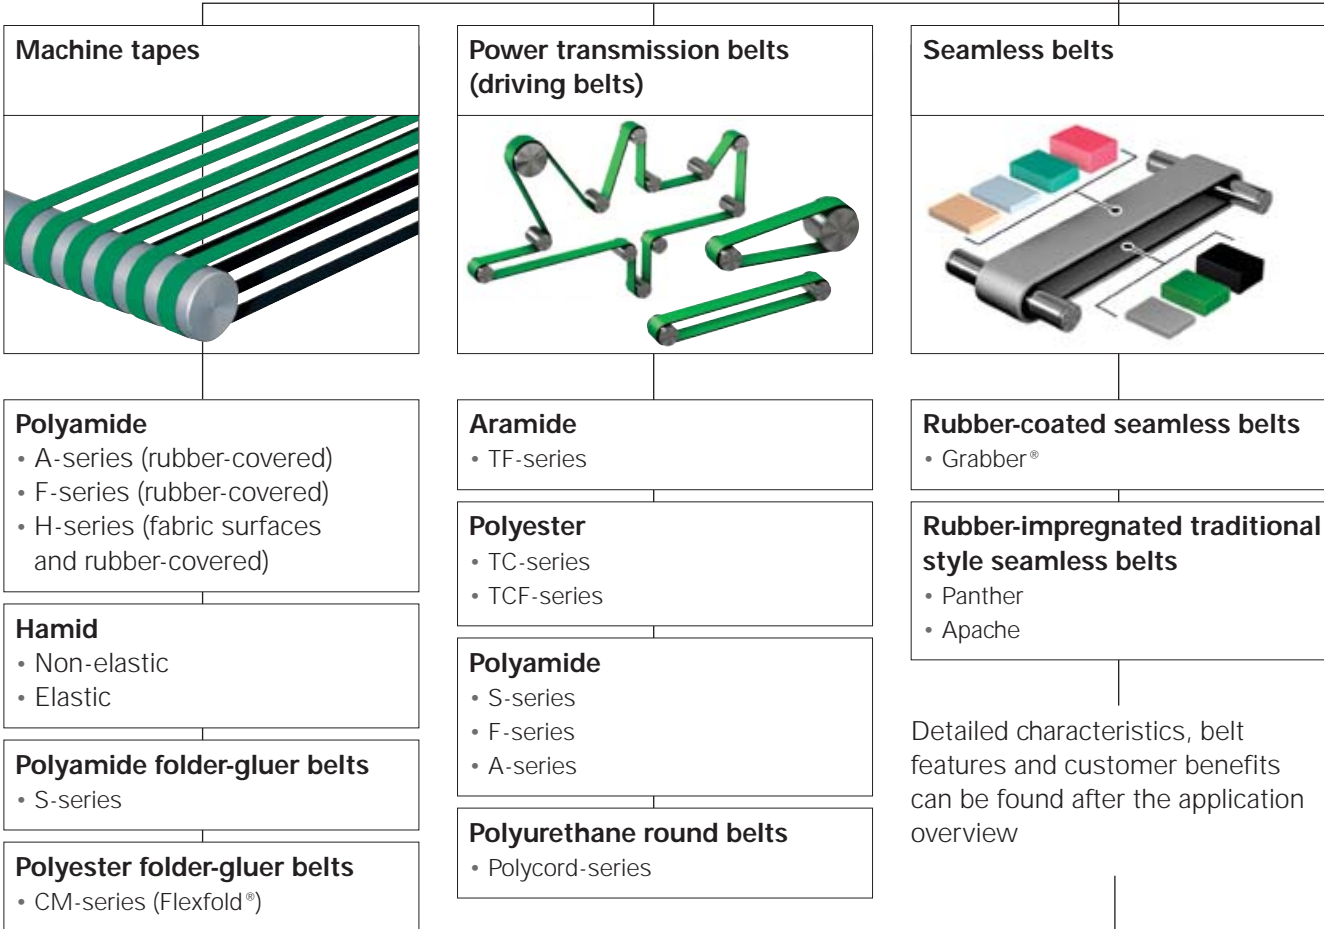 Machine tapes
Polyamide
• A-series (rubber-covered)
• F-series (rubber-covered)
• H-series (fabric surfaces
and rubber-covered)
Hamid
• Non-elastic
• Elastic
Polyamide folder-gluer belts
• S-series
Polyester folder-gluer belts
• CM-series (Flexfold®)
Power transmission belts
(driving belts)
Aramide
• TF-series
Polyester
• TC-series
• TCF-series
Polyamide
• S-series
• F-series
• A-series
Polyurethane round belts
• Polycord-series
Seamless belts
Rubber-coated seamless belts
• Grabber®
Rubber-impregnated traditional
style seamless belts
• Panther
• Apache
Detailed characteristics, belt
features and customer benefits
can be found after the application
overview